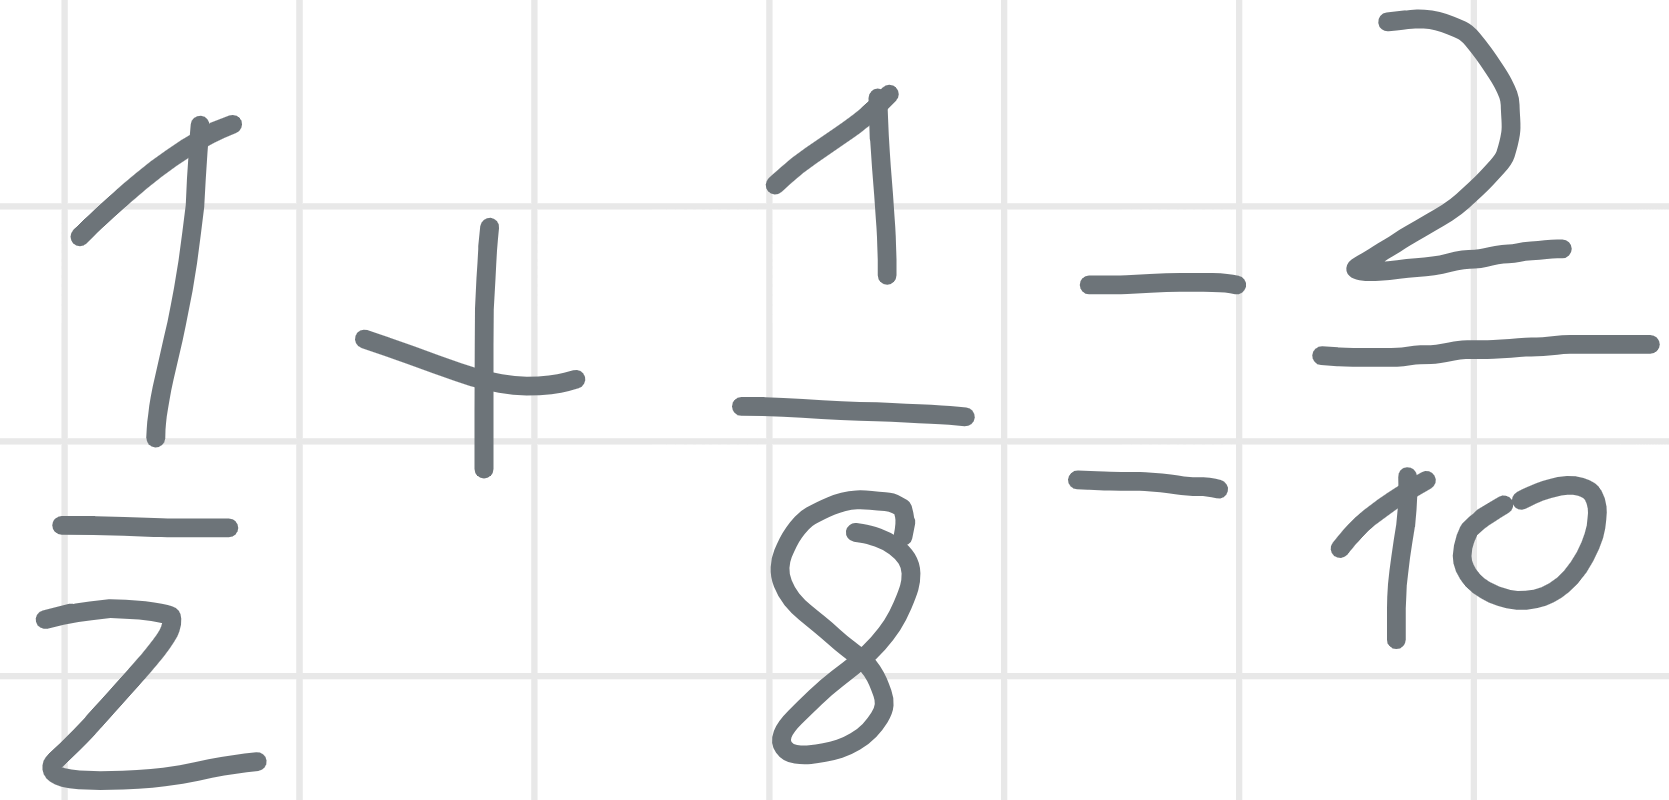 1/2 + 1/8 = 2/10